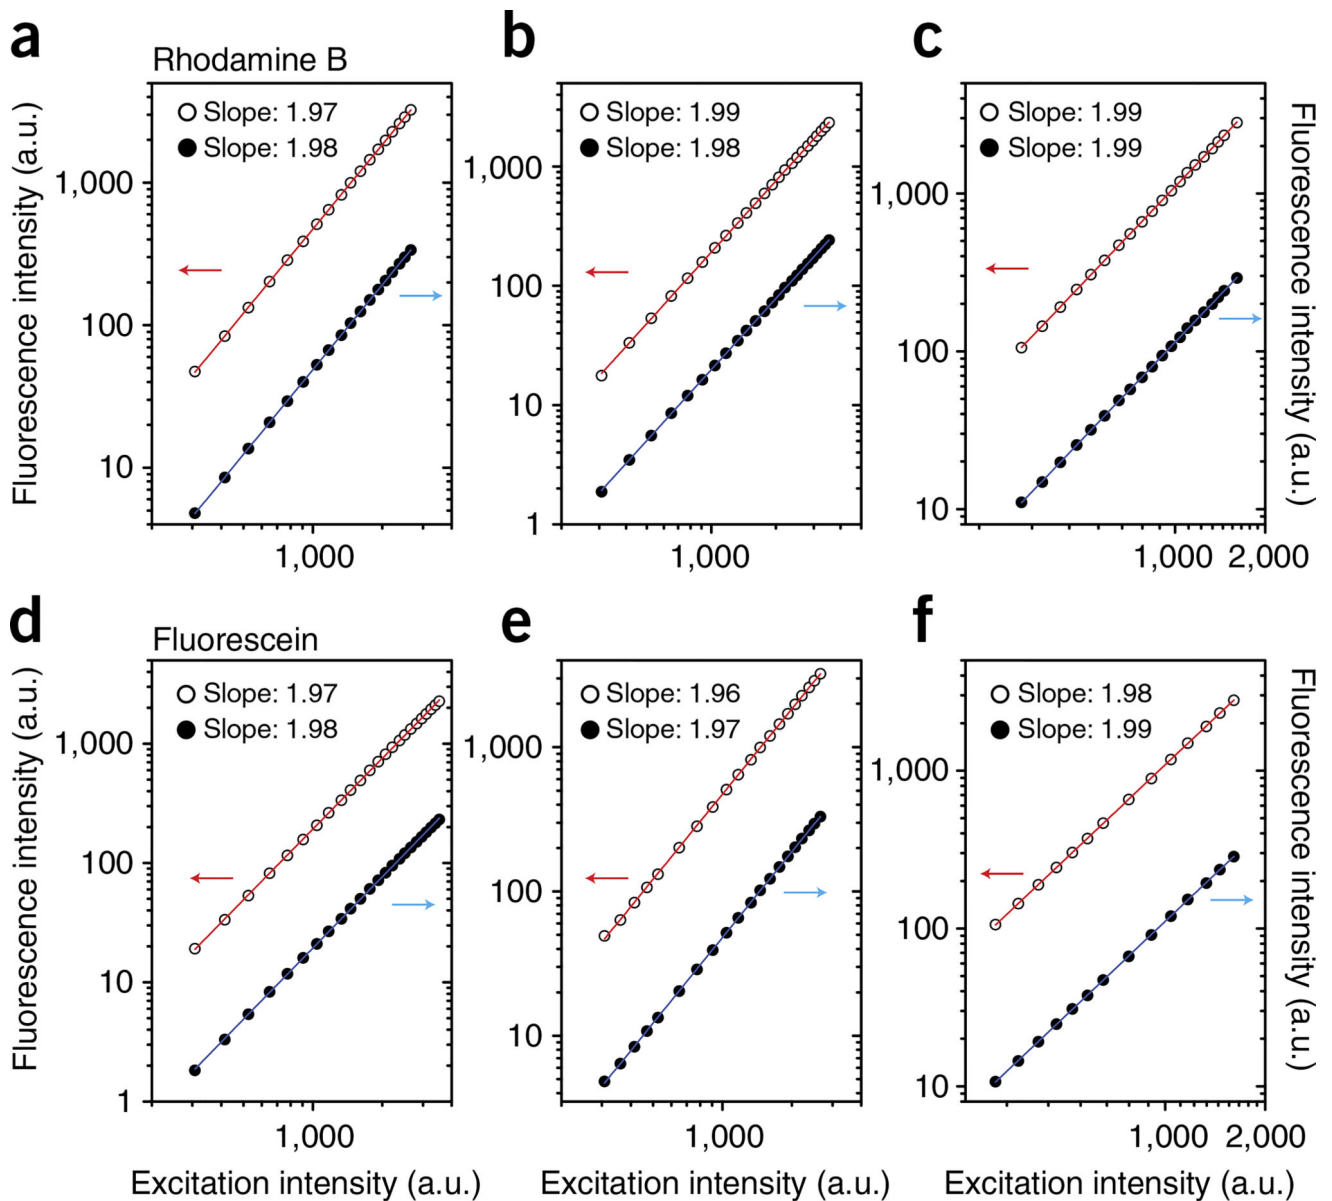 a
b
c
Rhodamine B
Fluorescence intensity (a.u.)
1,000
100
10
Slope: 1.97
Slope: 1.98
1,000
1,000
100
10
1
Slope: 1.99
Slope: 1.98
1,000
1,000
100
10
Slope: 1.99
Slope: 1.99
1,000 2,000
Fluorescence intensity (a.u.)
d
e
f
Fluorescein
Fluorescence intensity (a.u.)
1,000
100
10
1
Slope: 1.97
Slope: 1.98
1,000
Excitation intensity (a.u.)
1,000
100
10
Slope: 1.96
Slope: 1.97
1,000
Excitation intensity (a.u.)
1,000
100
10
Slope: 1.98
Slope: 1.99
1,000 2,000
Excitation intensity (a.u.)
Fluorescence intensity (a.u.)